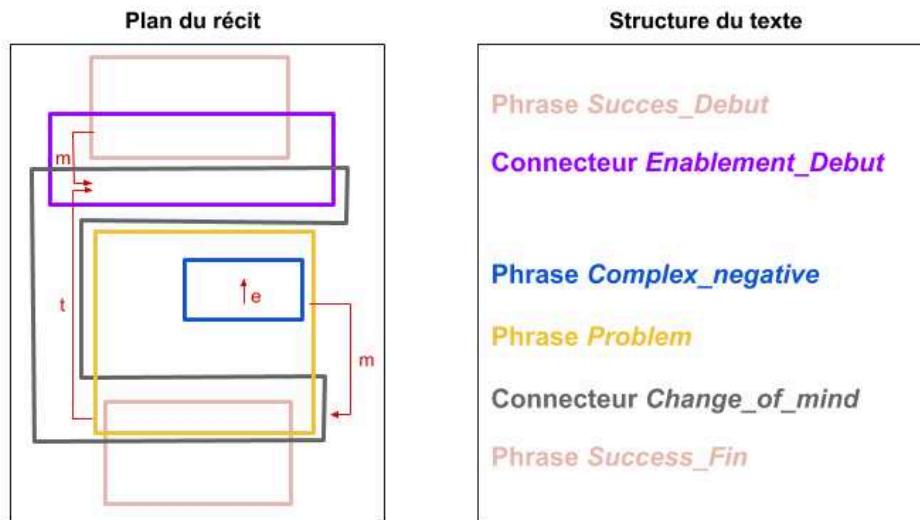 Plan du récit
m
t
e
m
Structure du texte
Phrase Succes_Debut
Connecteur Enablement_Debut
Phrase Complex_negative
Phrase Problem
Connecteur Change_of_mind
Phrase Success_Fin